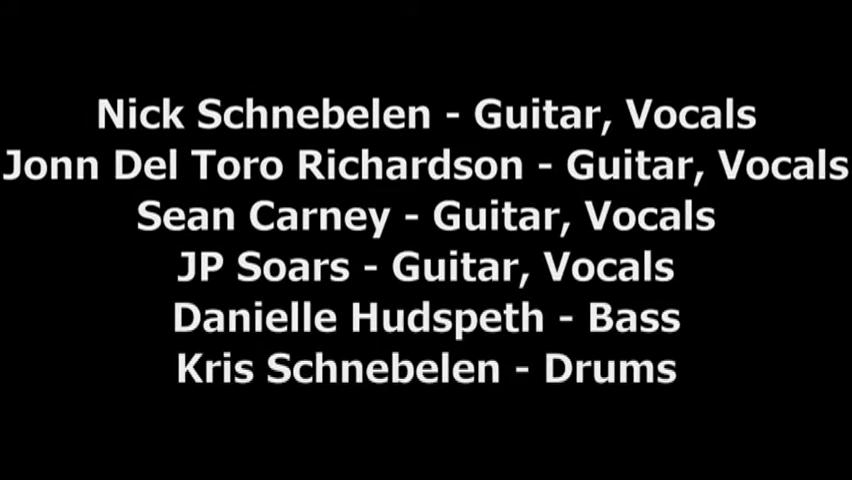 Nick Schnebelen - Guitar, Vocals
Jonn Del Toro Richardson - Guitar, Vocals
Sean Carney - Guitar, Vocals
JP Soars - Guitar, Vocals
Danielle Hudspeth - Bass
Kris Schnebelen - Drums